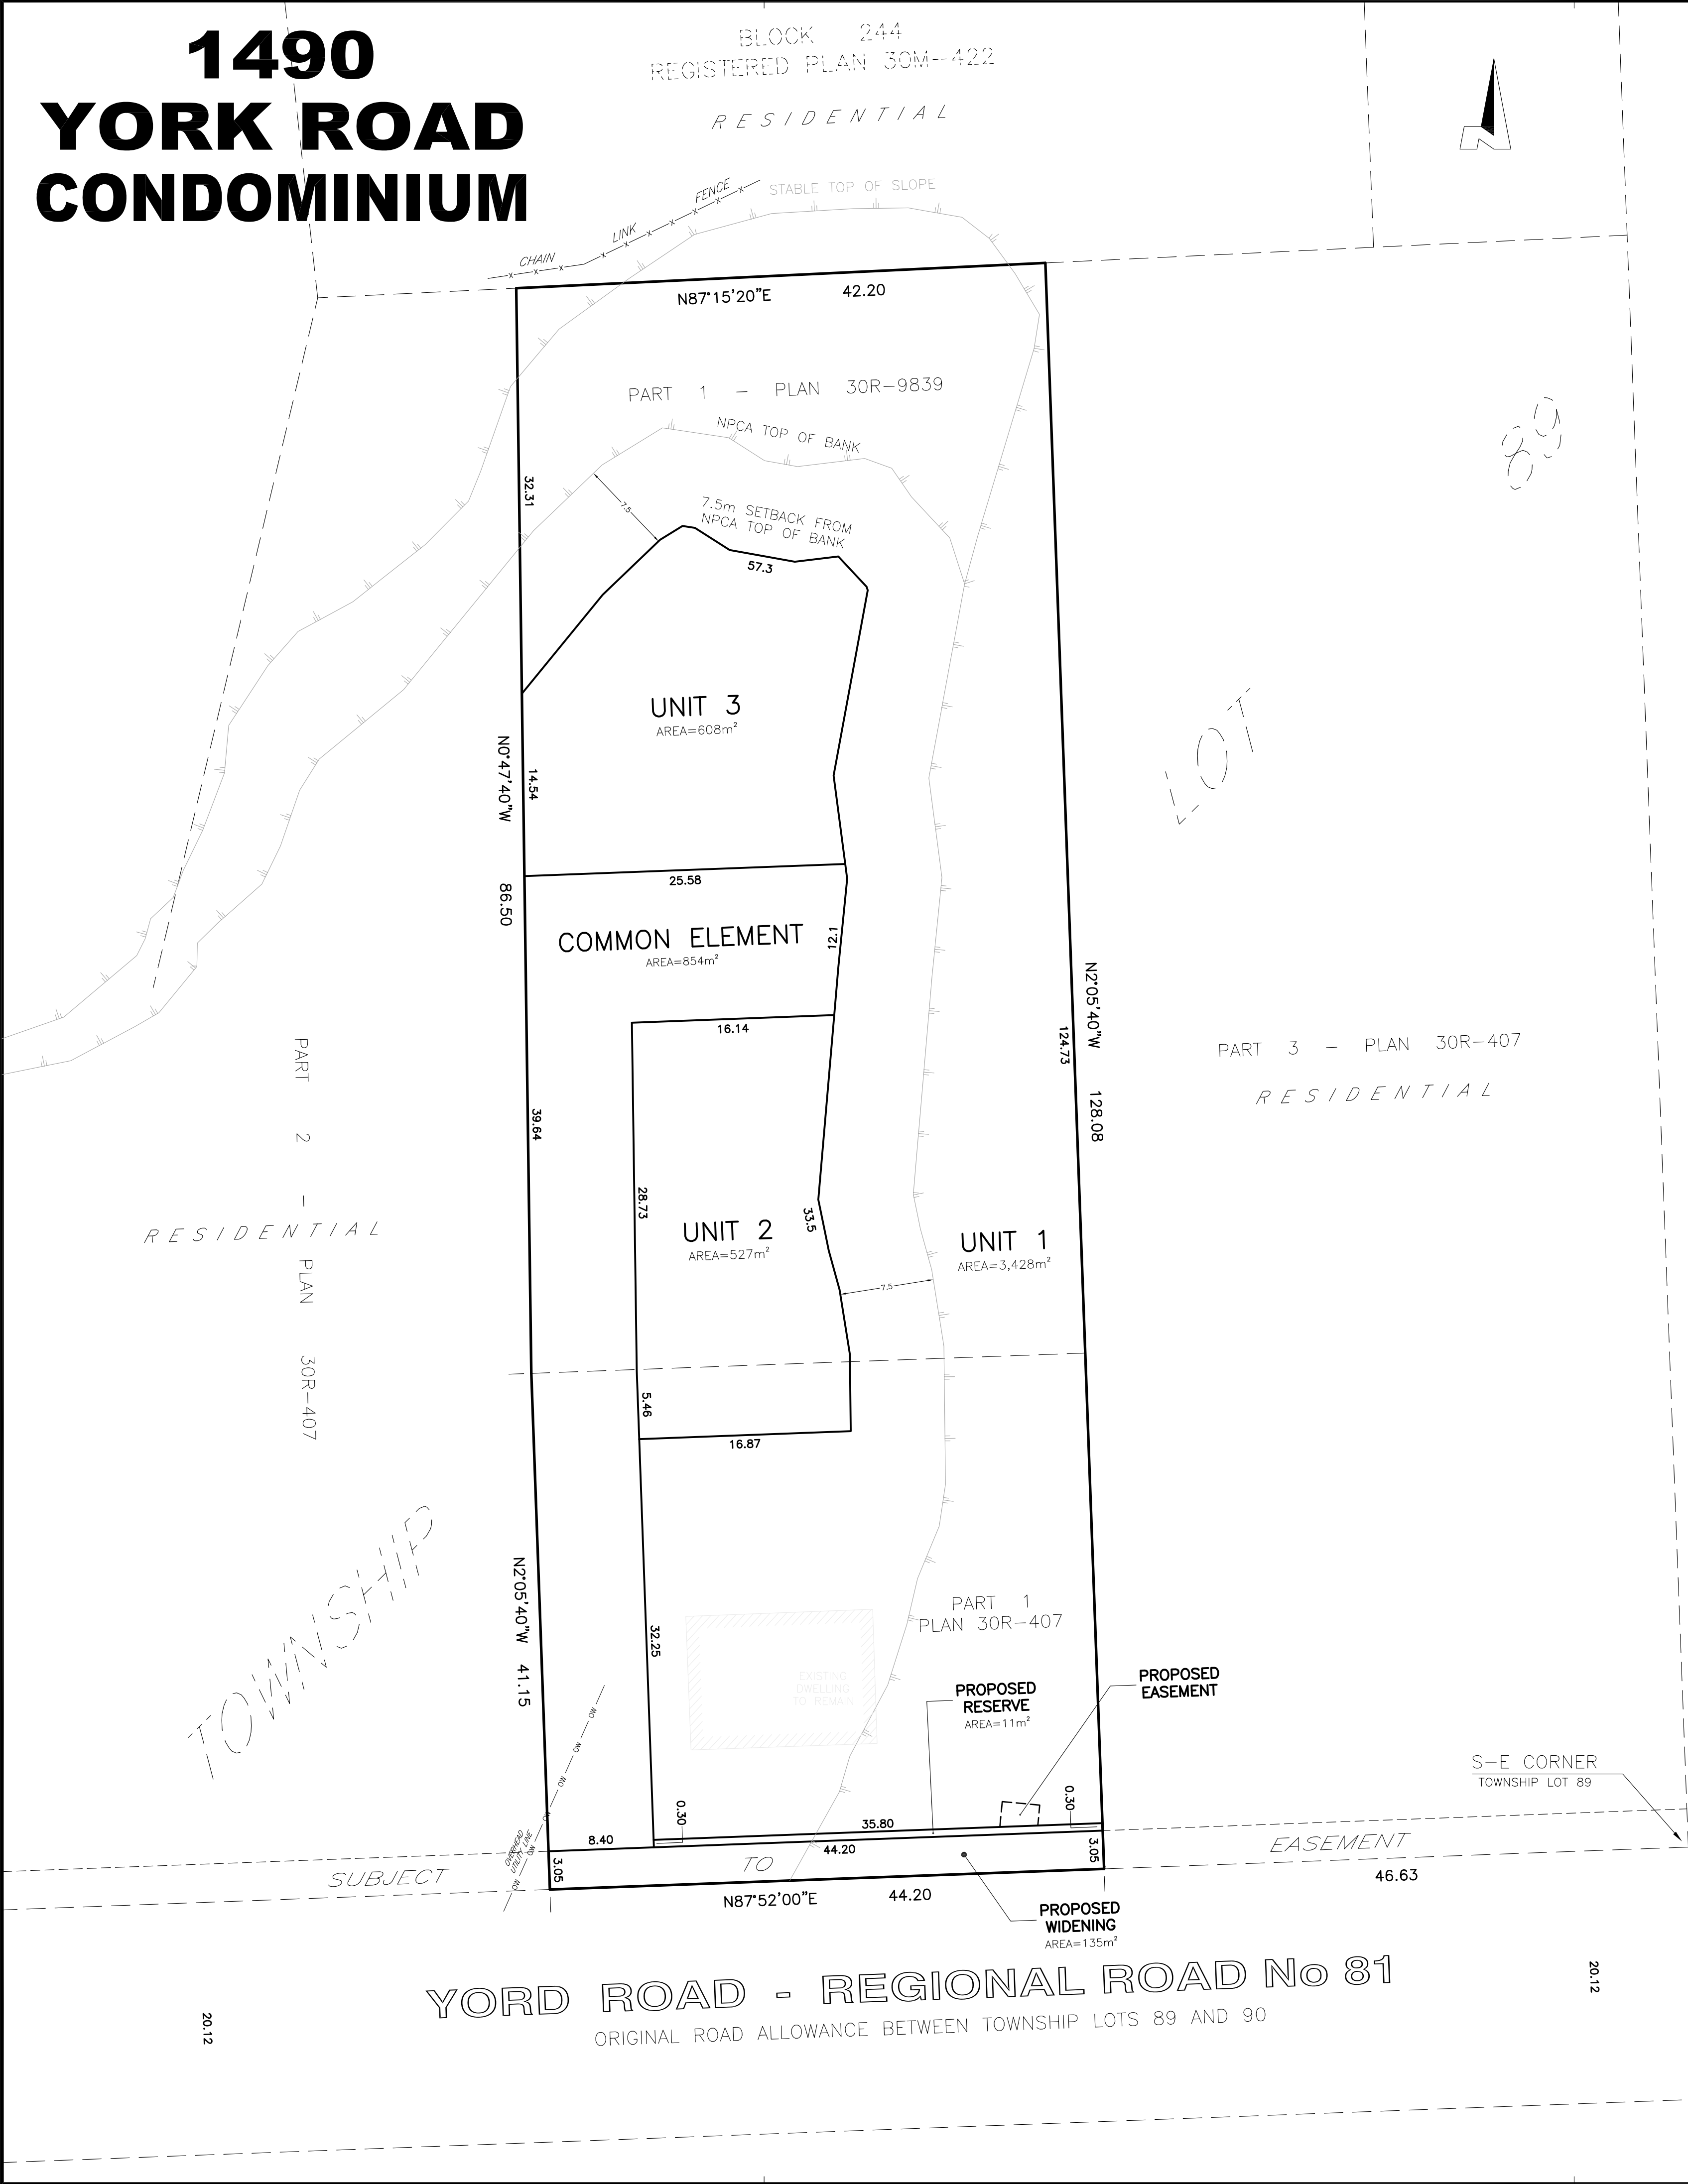 1490
YORK ROAD
CONDOMINIUM
BLOCK 244
REGISTERED PLAN 30M--422
RESIDENTIAL
STABLE TOP OF SLOPE
CHAIN LINK FENCE
N87°15'20"E 42.20
PART 1 - PLAN 30R-9839
NPCA TOP OF BANK
89
32.31
7.5
7.5m SETBACK FROM
NPCA TOP OF BANK
57.3
UNIT 3
AREA=608m²
LOT
N0°47'40"W 86.50
14.54
25.58
COMMON ELEMENT
AREA=854m²
12.1
N2°05'40"W 128.08
124.73
16.14
PART 3 - PLAN 30R-407
RESIDENTIAL
PART 2 - PLAN 30R-407
RESIDENTIAL
39.64
28.73
33.5
UNIT 2
AREA=527m²
UNIT 1
AREA=3,428m²
7.5
5.46
16.87
TOWNSHIP
N2°05'40"W 41.15
32.25
PART 1
PLAN 30R-407
EXISTING
DWELLING
TO REMAIN
PROPOSED
RESERVE
AREA=11m²
PROPOSED
EASEMENT
OW OW OW OW OW OW
OVERHEAD
UTILITY LINE
S-E CORNER
TOWNSHIP LOT 89
0.30
0.30
35.80
8.40
44.20
3.05
3.05
SUBJECT TO EASEMENT
46.63
N87°52'00"E 44.20
PROPOSED
WIDENING
AREA=135m²
YORD ROAD - REGIONAL ROAD No 81
ORIGINAL ROAD ALLOWANCE BETWEEN TOWNSHIP LOTS 89 AND 90
20.12
20.12